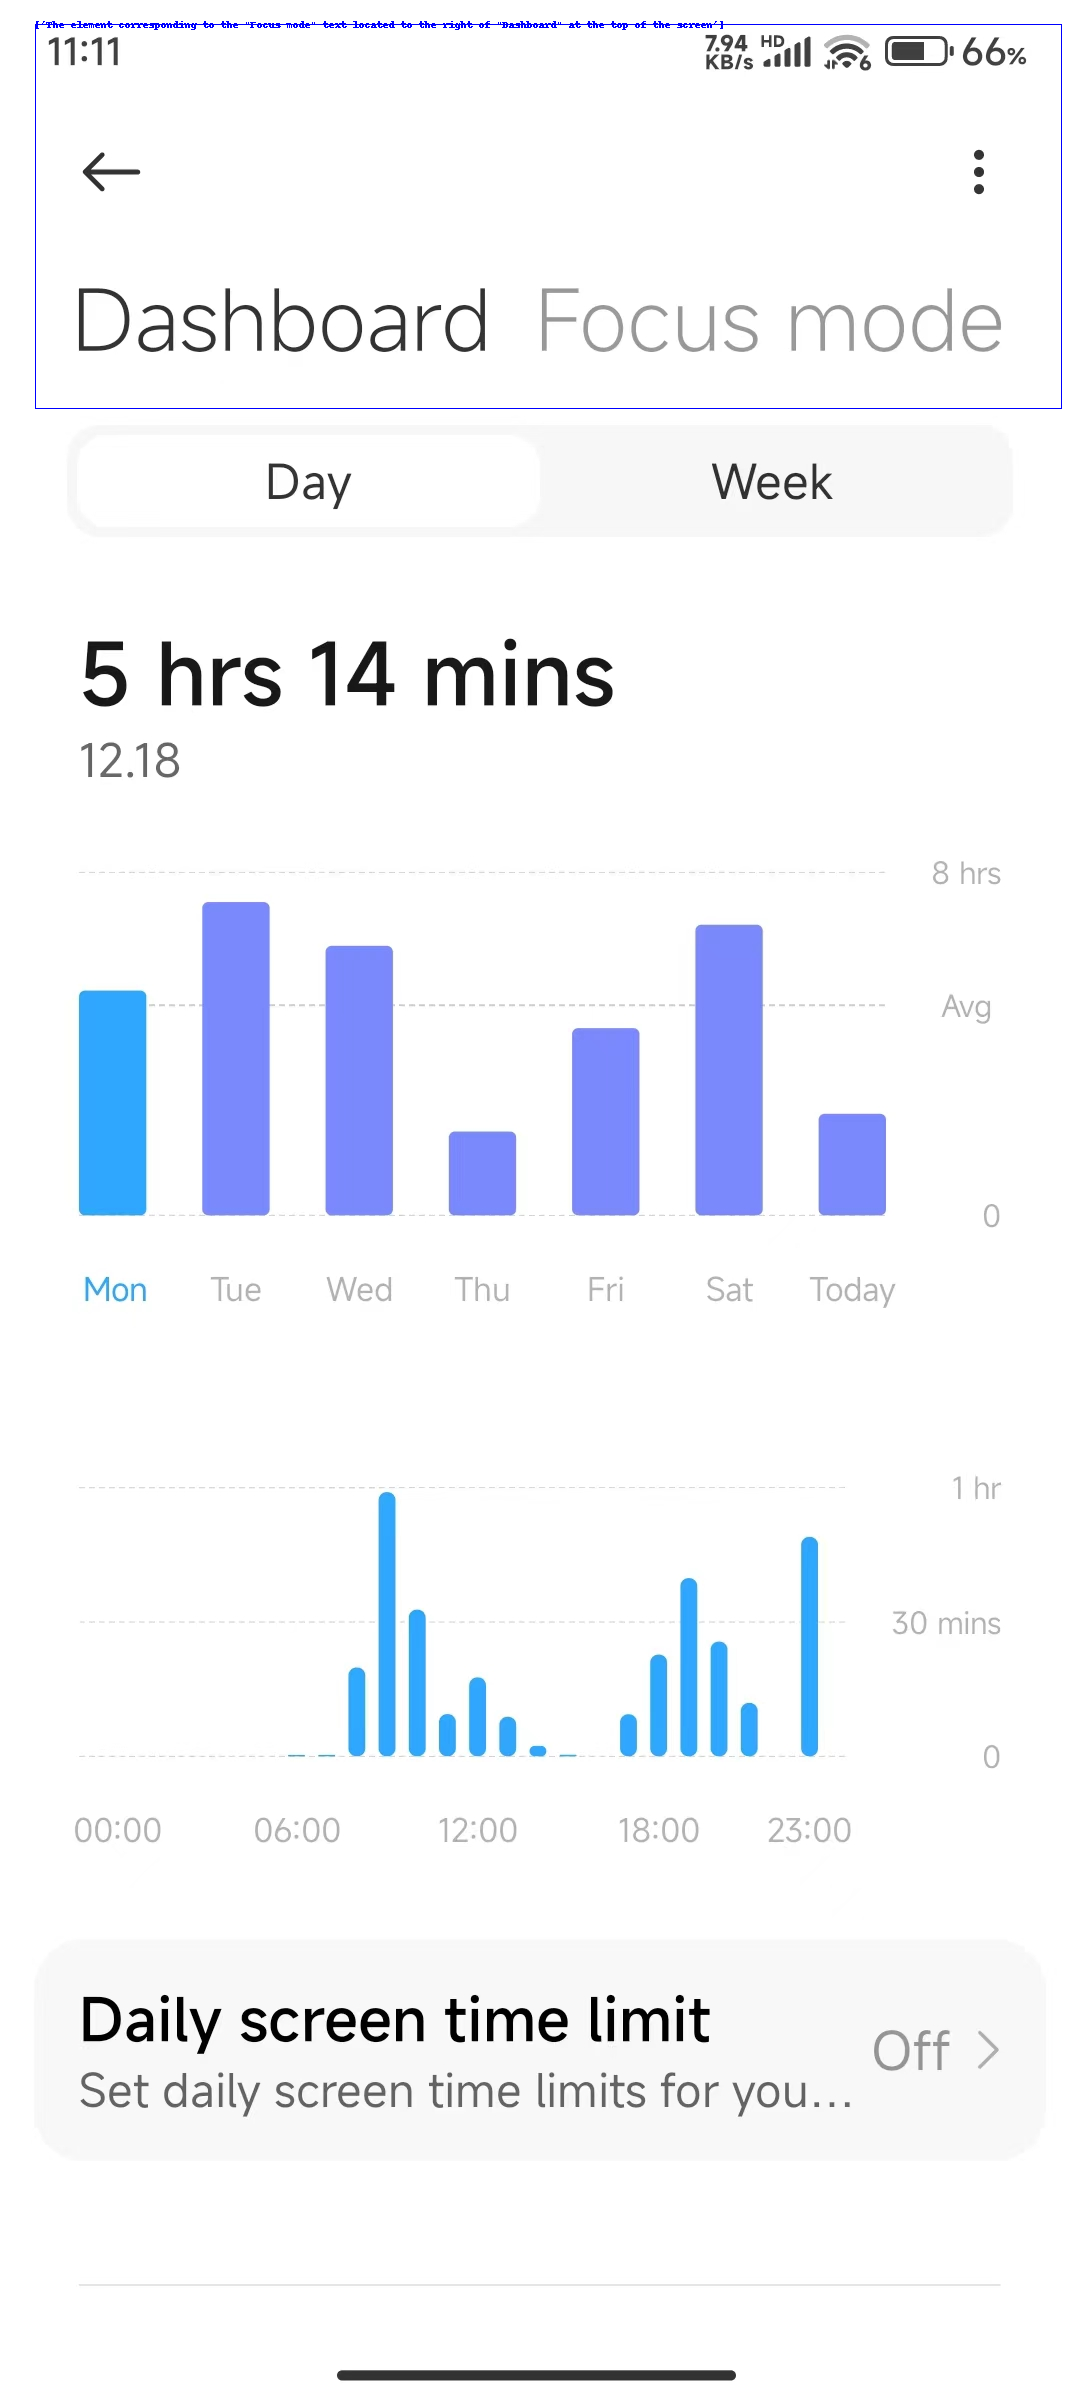 ['The element corresponding to the "Focus mode" text located to the right of "Dashboard" at the top of the screen']
11:11 7.94 KB/s HD 6 66%
Dashboard Focus mode
Day Week
5 hrs 14 mins
12.18
8 hrs
Avg
0
Mon Tue Wed Thu Fri Sat Today
1 hr
30 mins
0
00:00 06:00 12:00 18:00 23:00
Daily screen time limit
Set daily screen time limits for you...
Off